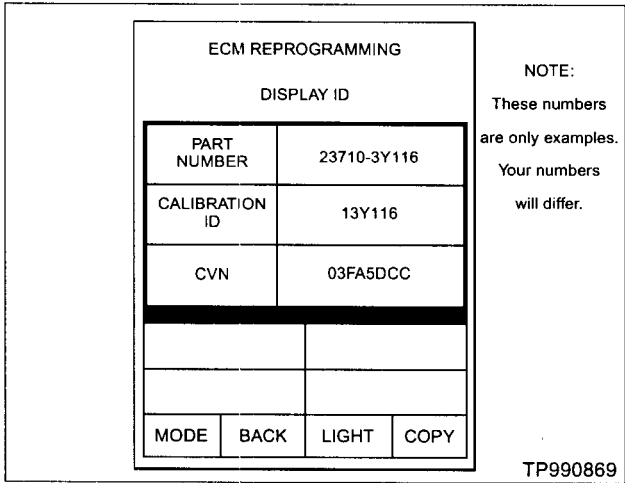 ECM REPROGRAMMING
DISPLAY ID
PART
NUMBER
23710-3Y116
CALIBRATION
ID
13Y116
CVN
03FA5DCC
MODE
BACK
LIGHT
COPY
NOTE:
These numbers
are only examples.
Your numbers
will differ.
TP990869